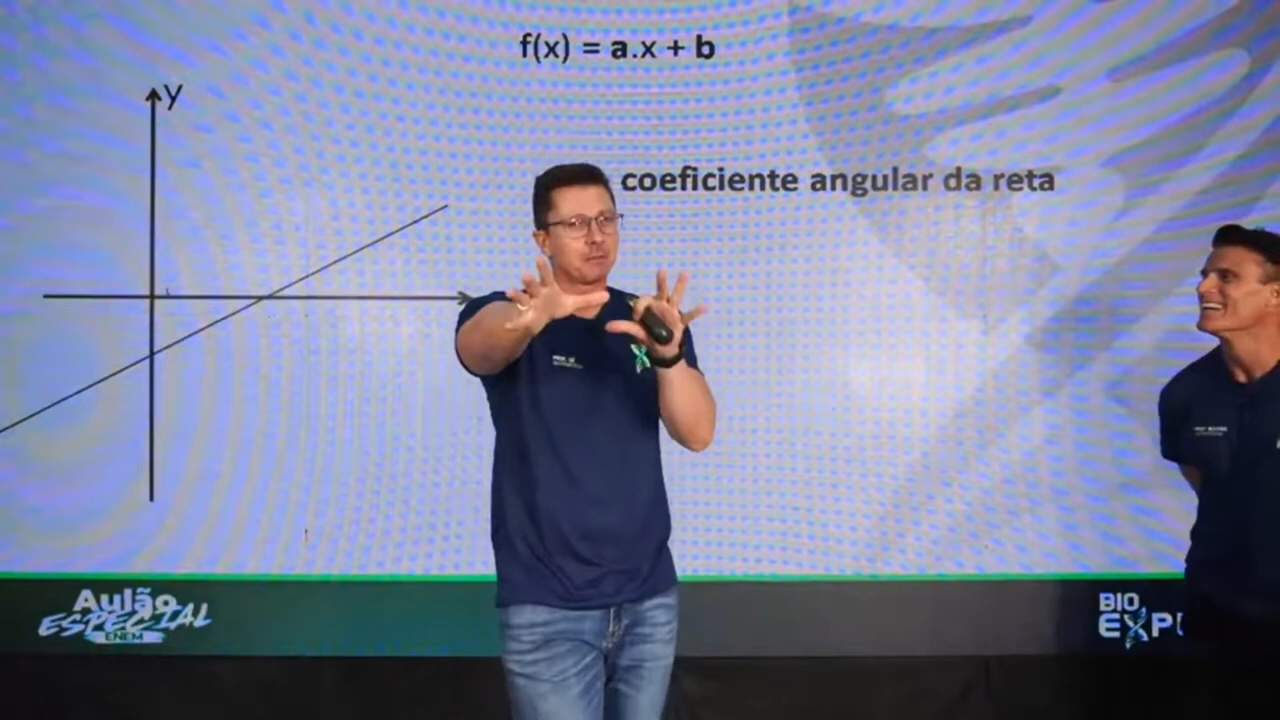 f(x) = a.x + b
y
coeficiente angular da reta
Aulão
ESPECIAL
ENEM
BIO
EXP